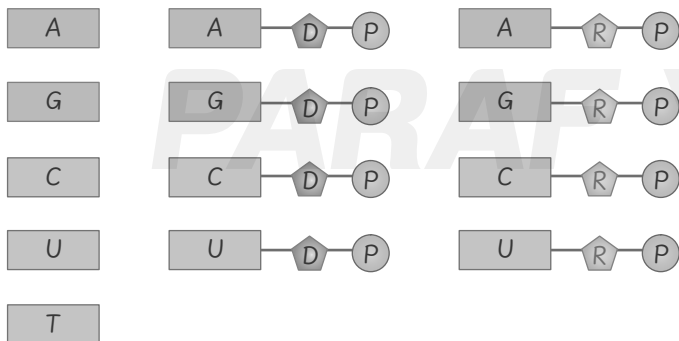 A A D P A R P
G G D P G R P
C C D P C R P
U U D P U R P
T
PARAF